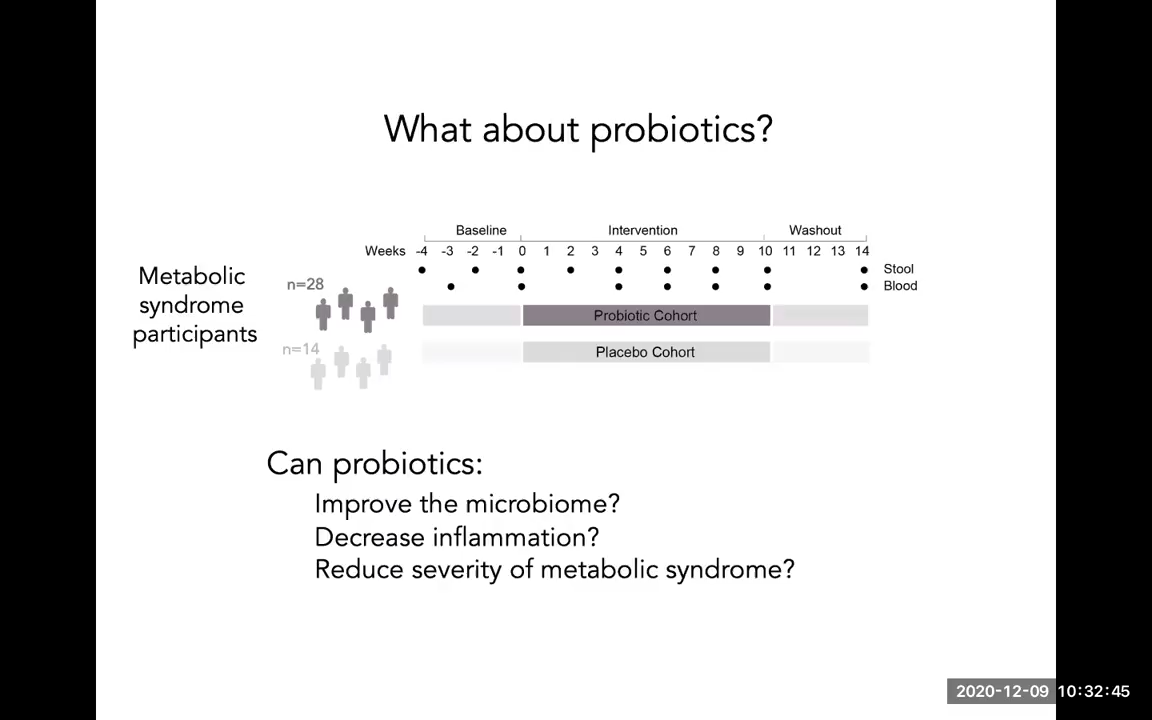 What about probiotics?
Baseline Intervention Washout
Weeks -4 -3 -2 -1 0 1 2 3 4 5 6 7 8 9 10 11 12 13 14
Metabolic
syndrome
participants
Stool
Blood
n=28
Probiotic Cohort
n=14
Placebo Cohort
Can probiotics:
Improve the microbiome?
Decrease inflammation?
Reduce severity of metabolic syndrome?
2020-12-09 10:32:45